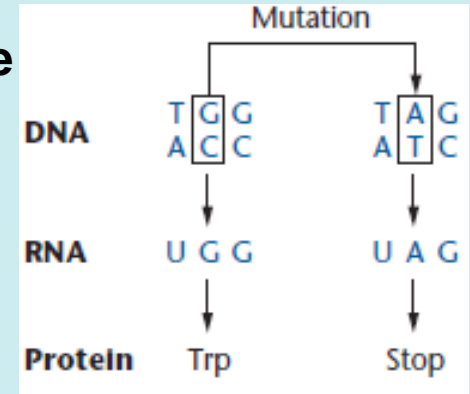 Mutation
e
T G G T A G
DNA
A C C A T C
RNA U G G U A G
Protein Trp Stop